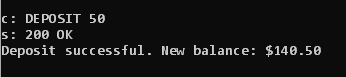 c: DEPOSIT 50
s: 200 OK
Deposit successful. New balance: $140.50